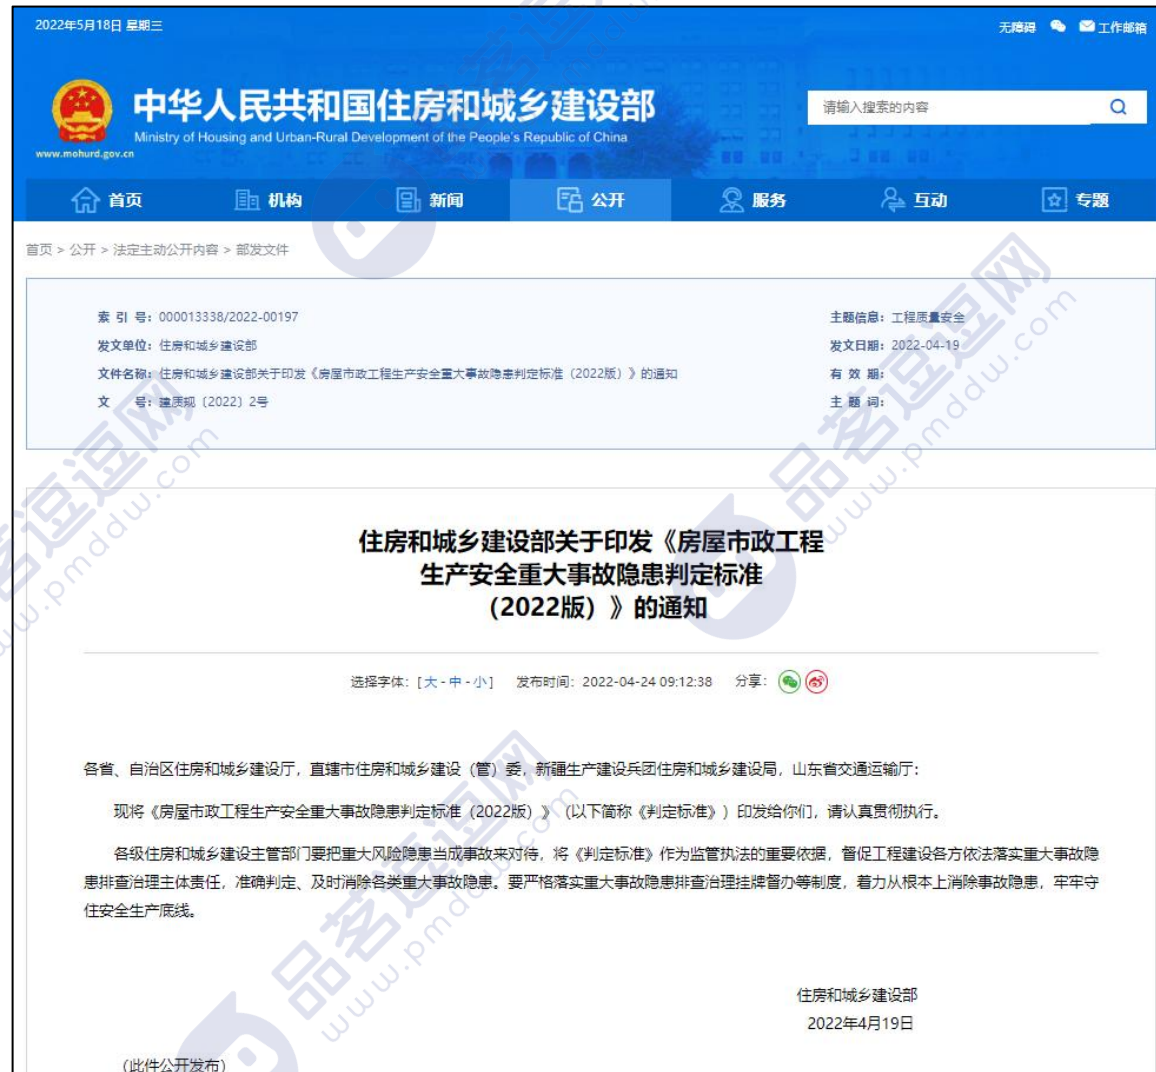 2022年5月18日 星期三
无障碍 工作邮箱
中华人民共和国住房和城乡建设部
Ministry of Housing and Urban-Rural Development of the People's Republic of China
www.mohurd.gov.cn
请输入搜索的内容
首页 机构 新闻 公开 服务 互动 专题
首页 > 公开 > 法定主动公开内容 > 部发文件
索 引 号：000013338/2022-00197
主题信息：工程质量安全
发文单位：住房和城乡建设部
发文日期：2022-04-19
文件名称：住房和城乡建设部关于印发《房屋市政工程生产安全重大事故隐患判定标准（2022版）》的通知
有 效 期：
文 号：建质规〔2022〕2号
主 题 词：
住房和城乡建设部关于印发《房屋市政工程
生产安全重大事故隐患判定标准
（2022版）》的通知
选择字体：[大 - 中 - 小] 发布时间：2022-04-24 09:12:38 分享：
各省、自治区住房和城乡建设厅，直辖市住房和城乡建设（管）委，新疆生产建设兵团住房和城乡建设局，山东省交通运输厅：
现将《房屋市政工程生产安全重大事故隐患判定标准（2022版）》（以下简称《判定标准》）印发给你们，请认真贯彻执行。
各级住房和城乡建设主管部门要把重大风险隐患当成事故来对待，将《判定标准》作为监管执法的重要依据，督促工程建设各方依法落实重大事故隐
患排查治理主体责任，准确判定、及时消除各类重大事故隐患。要严格落实重大事故隐患排查治理挂牌督办等制度，着力从根本上消除事故隐患，牢牢守
住安全生产底线。
住房和城乡建设部
2022年4月19日
（此件公开发布）
品茗逗逗网
www.pmddw.com